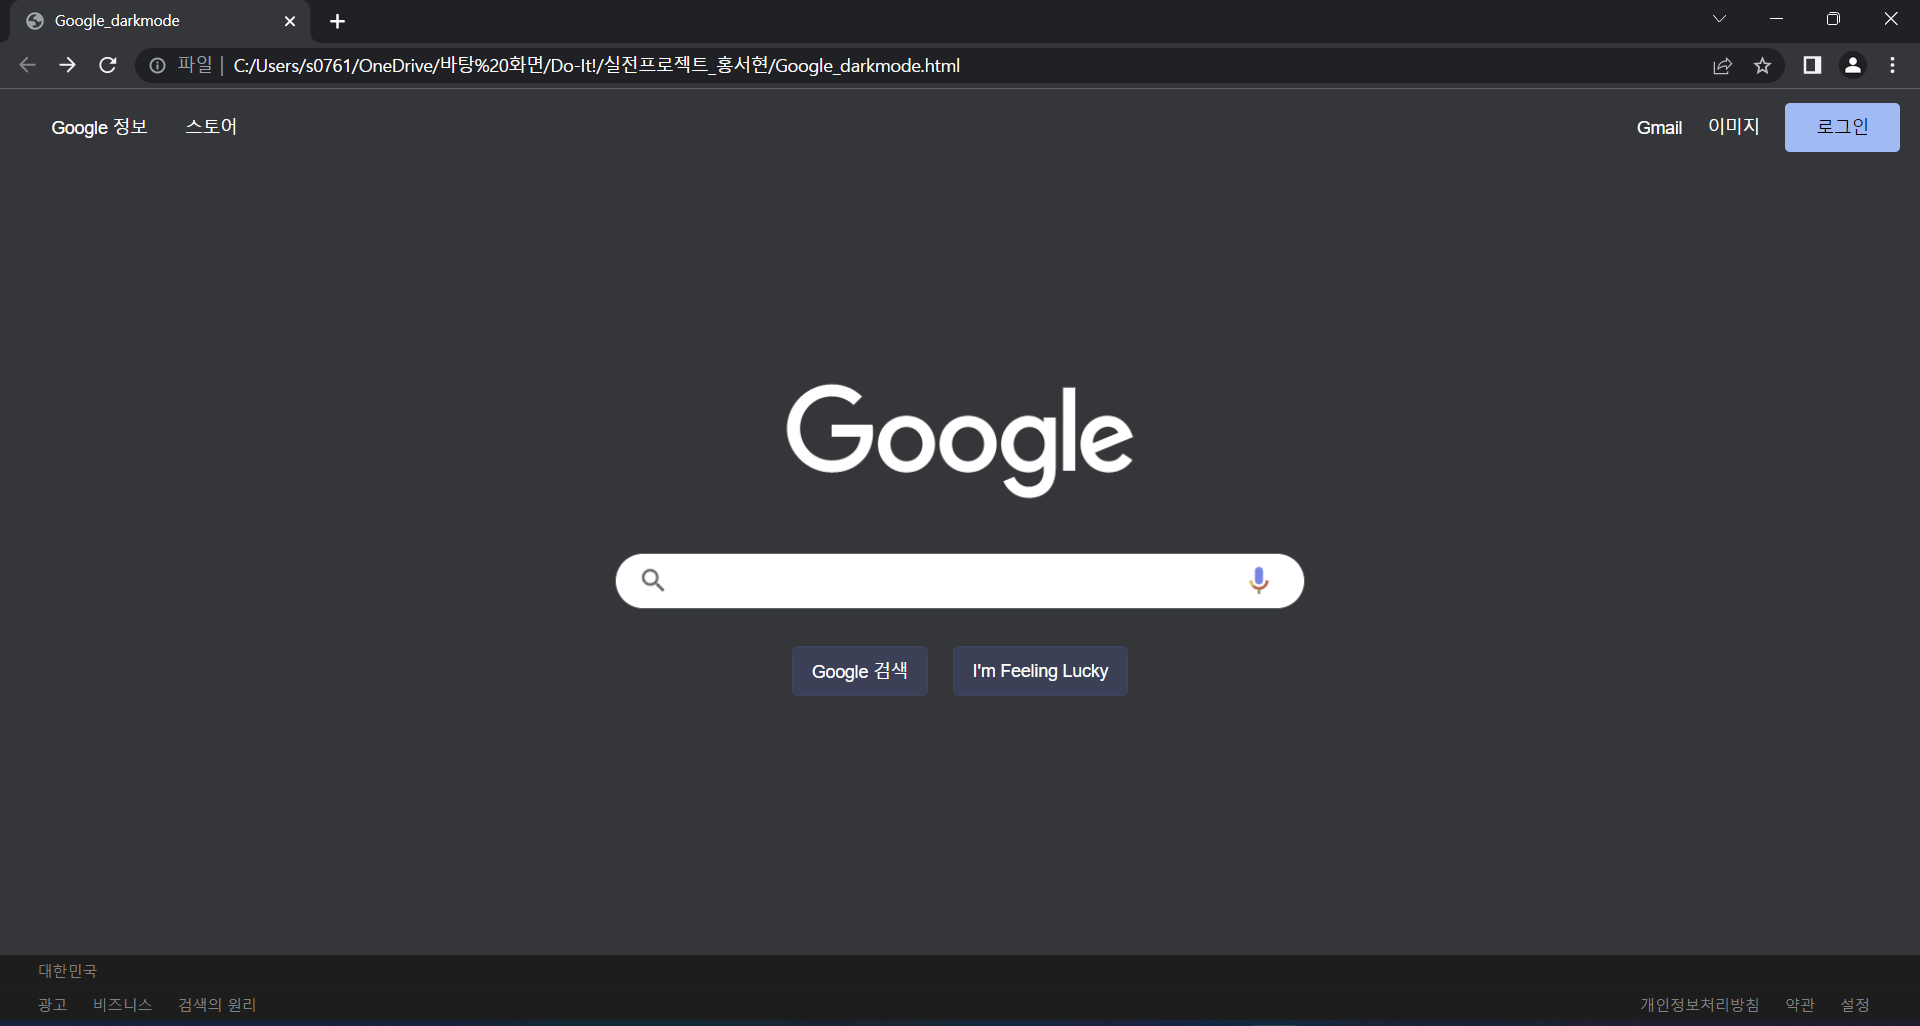 Google_darkmode
파일 | C:/Users/s0761/OneDrive/바탕%20화면/Do-It!/실전프로젝트_홍서현/Google_darkmode.html
Google 정보 스토어 Gmail 이미지 로그인
Google
Google 검색 I'm Feeling Lucky
대한민국
광고 비즈니스 검색의 원리 개인정보처리방침 약관 설정